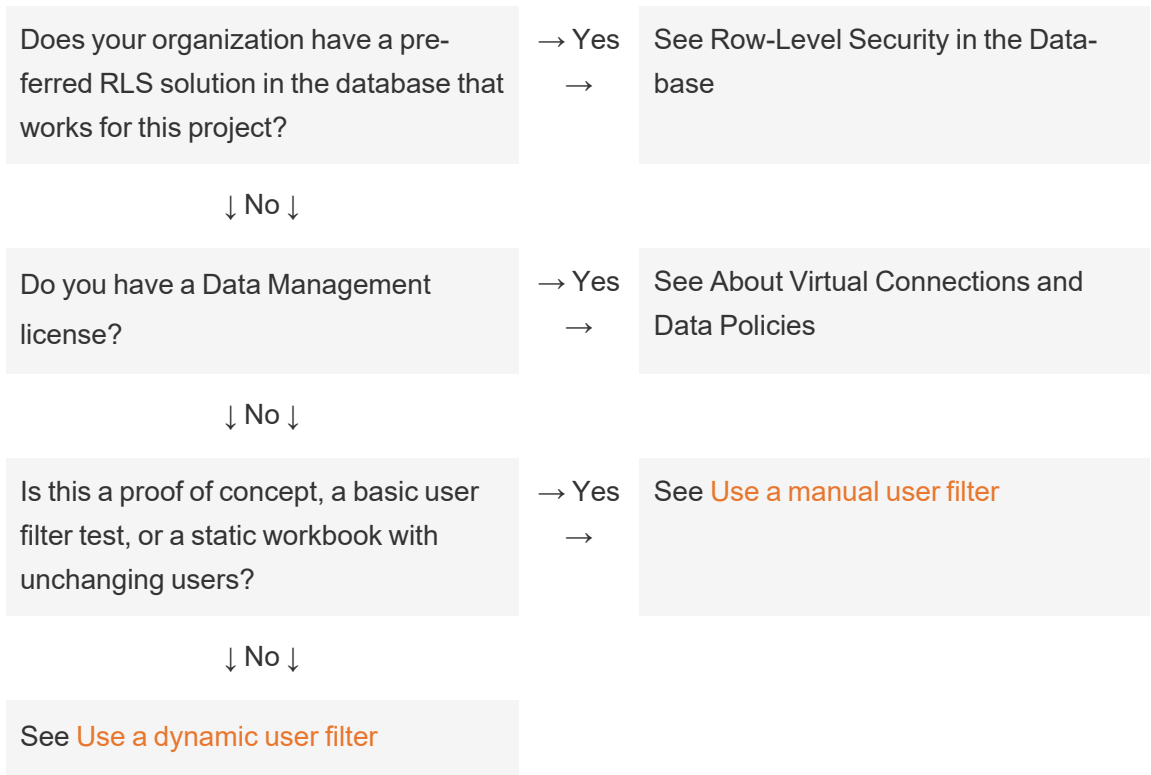 Does your organization have a pre-
ferred RLS solution in the database that
works for this project?
→ Yes
→
See Row-Level Security in the Data-
base
↓ No ↓
Do you have a Data Management
license?
→ Yes
→
See About Virtual Connections and
Data Policies
↓ No ↓
Is this a proof of concept, a basic user
filter test, or a static workbook with
unchanging users?
→ Yes
→
See Use a manual user filter
↓ No ↓
See Use a dynamic user filter